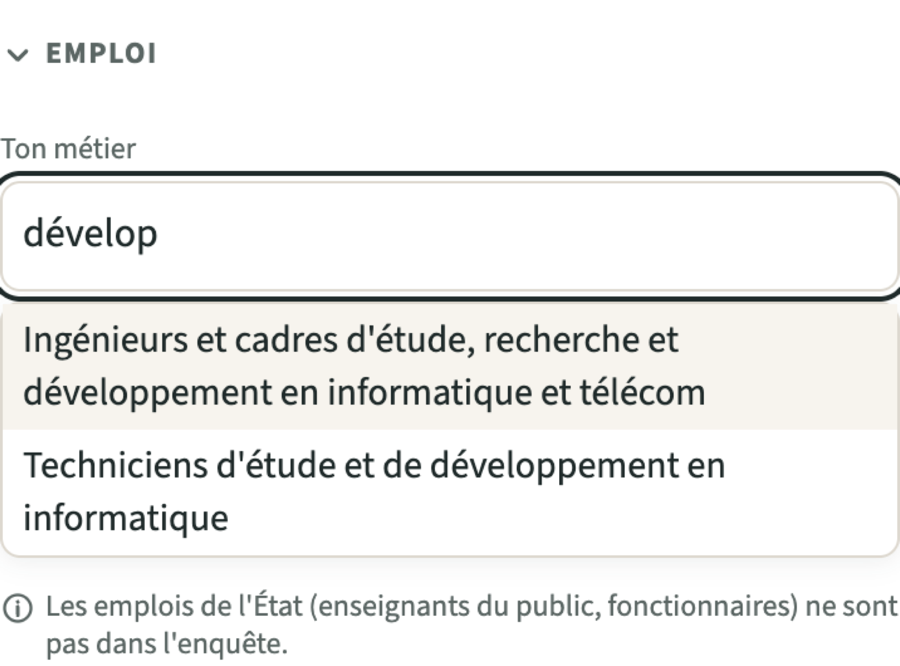 EMPLOI
Ton métier
dévelop
Ingénieurs et cadres d'étude, recherche et
développement en informatique et télécom
Techniciens d'étude et de développement en
informatique
Les emplois de l'État (enseignants du public, fonctionnaires) ne sont
pas dans l'enquête.